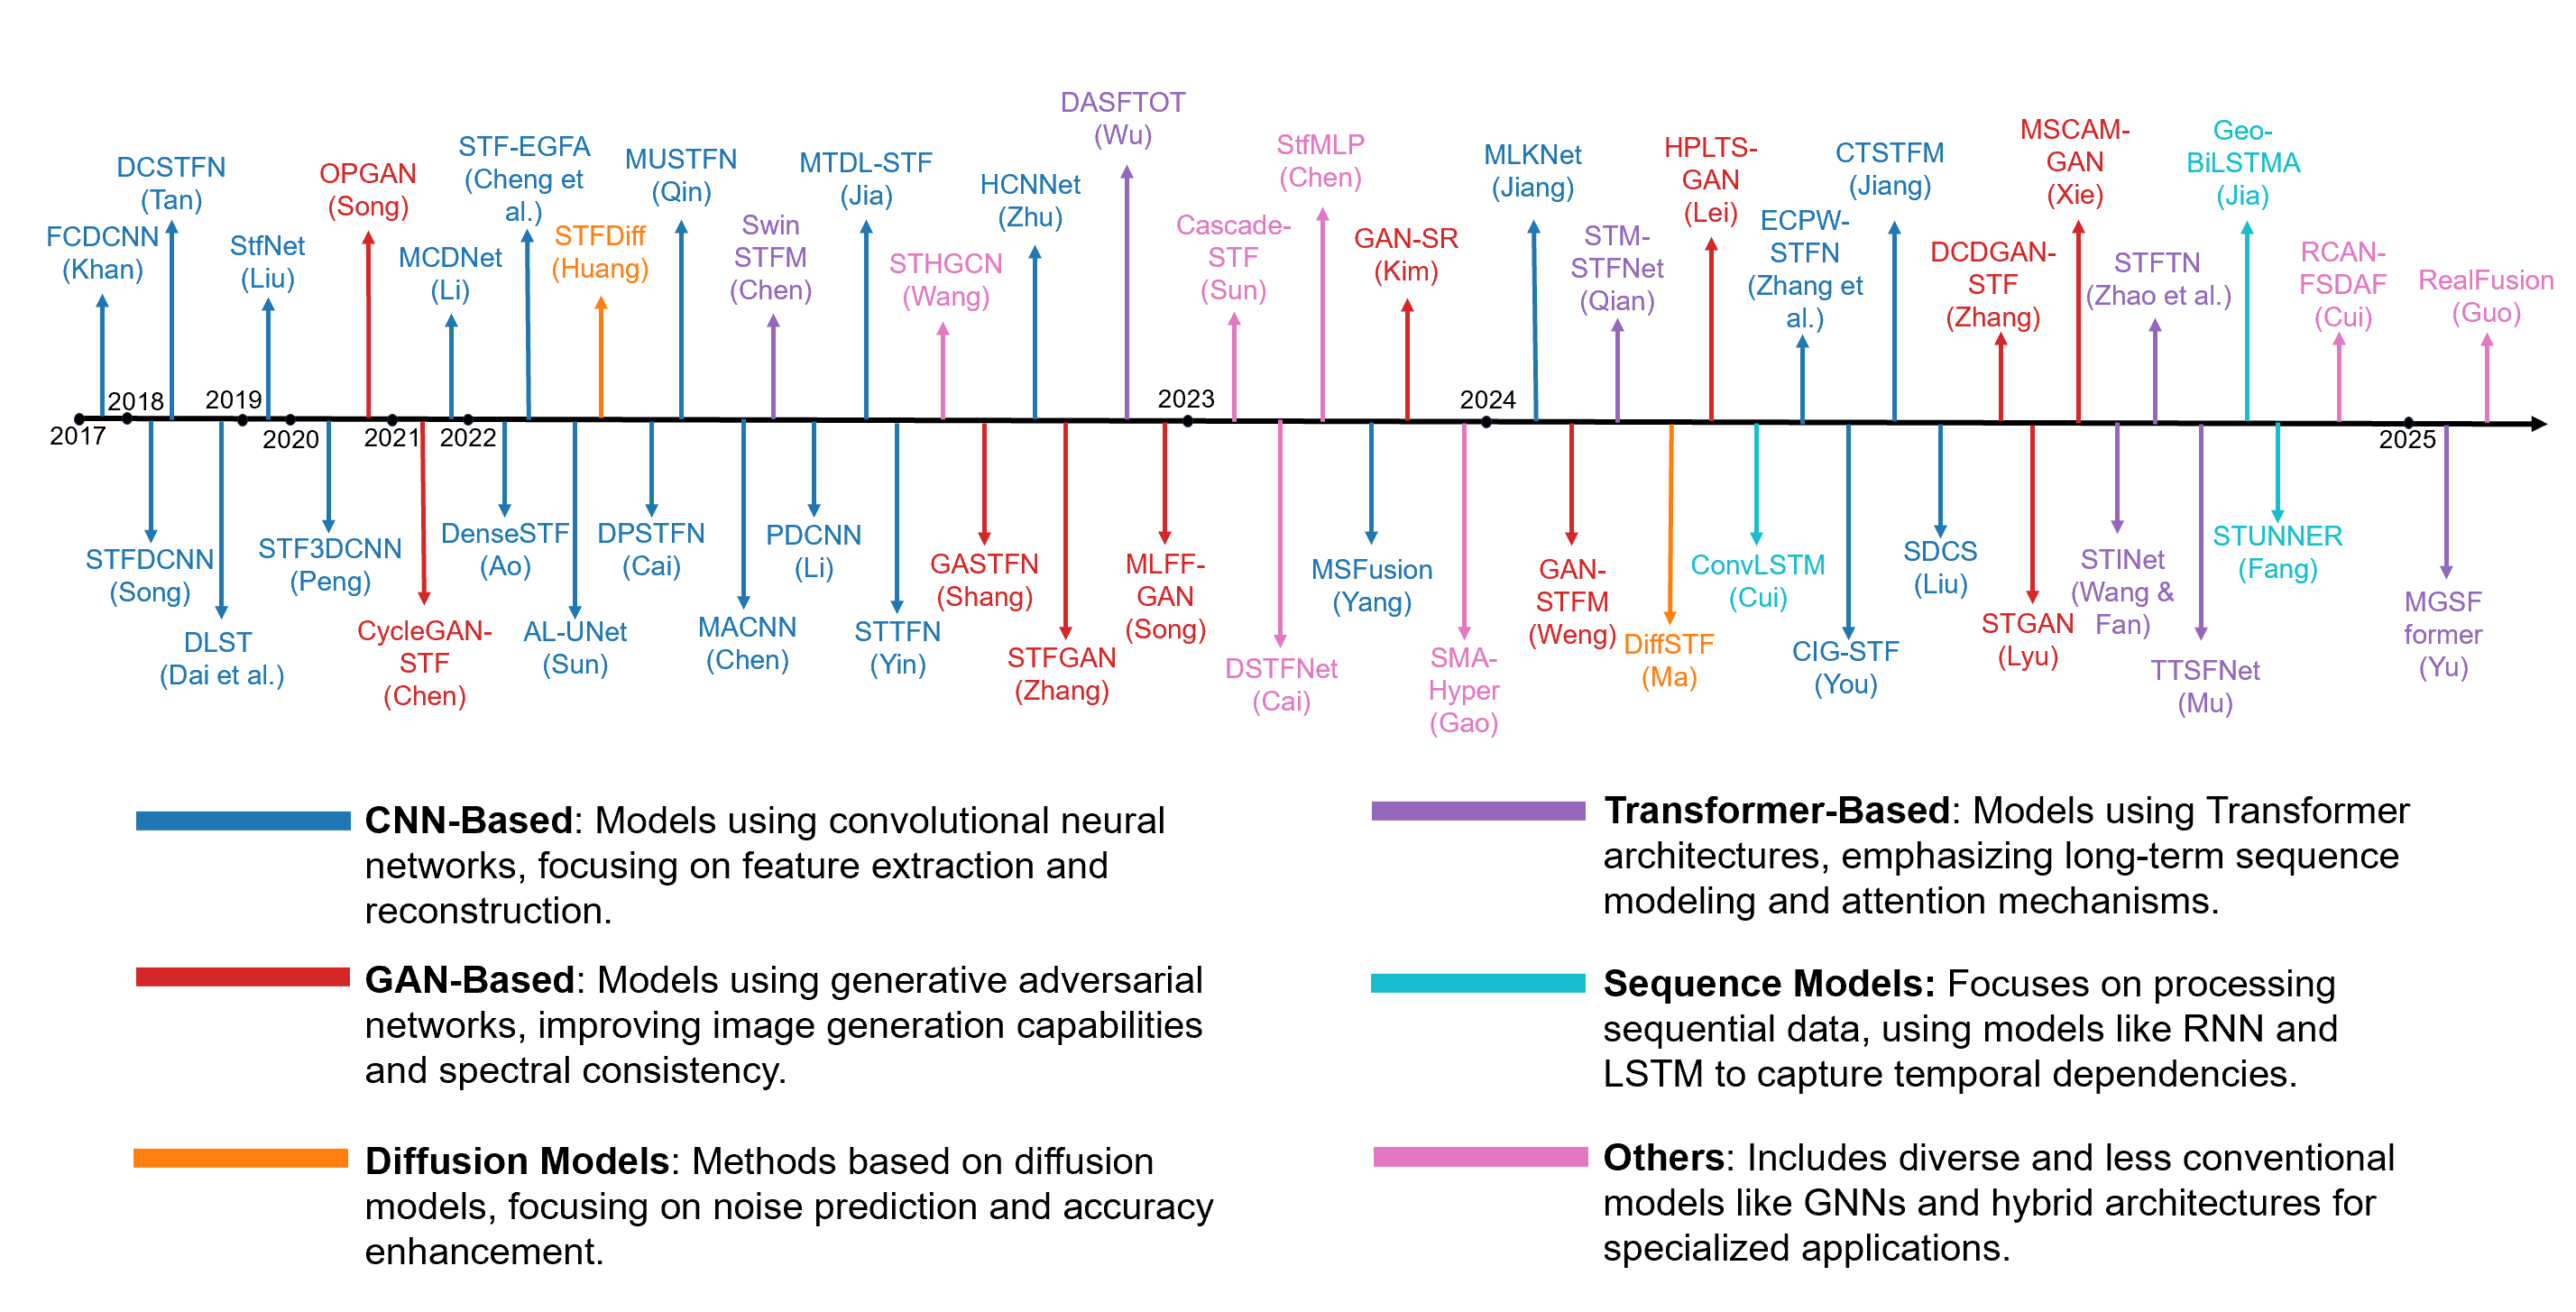 DASFTOT
(Wu)
DCSTFN
(Tan)
OPGAN
(Song)
STF-EGFA
(Cheng et
al.)
MUSTFN
(Qin)
MTDL-STF
(Jia)
HCNNet
(Zhu)
StfMLP
(Chen)
MLKNet
(Jiang)
HPLTS-
GAN
(Lei)
CTSTFM
(Jiang)
MSCAM-
GAN
(Xie)
Geo-
BiLSTMA
(Jia)
FCDCNN
(Khan)
StfNet
(Liu)
MCDNet
(Li)
STFDiff
(Huang)
Swin
STFM
(Chen)
STHGCN
(Wang)
Cascade-
STF
(Sun)
GAN-SR
(Kim)
STM-
STFNet
(Qian)
ECPW-
STFN
(Zhang et
al.)
DCDGAN-
STF
(Zhang)
STFTN
(Zhao et al.)
RCAN-
FSDAF
(Cui)
RealFusion
(Guo)
2017
2018
2019
2020
2021
2022
2023
2024
2025
STFDCNN
(Song)
DLST
(Dai et al.)
STF3DCNN
(Peng)
CycleGAN-
STF
(Chen)
DenseSTF
(Ao)
AL-UNet
(Sun)
DPSTFN
(Cai)
MACNN
(Chen)
PDCNN
(Li)
STTFN
(Yin)
GASTFN
(Shang)
STFGAN
(Zhang)
MLFF-
GAN
(Song)
DSTFNet
(Cai)
MSFusion
(Yang)
SMA-
Hyper
(Gao)
GAN-
STFM
(Weng)
DiffSTF
(Ma)
ConvLSTM
(Cui)
CIG-STF
(You)
SDCS
(Liu)
STGAN
(Lyu)
STINet
(Wang &
Fan)
TTSFNet
(Mu)
STUNNER
(Fang)
MGSF
former
(Yu)
CNN-Based: Models using convolutional neural
networks, focusing on feature extraction and
reconstruction.
GAN-Based: Models using generative adversarial
networks, improving image generation capabilities
and spectral consistency.
Diffusion Models: Methods based on diffusion
models, focusing on noise prediction and accuracy
enhancement.
Transformer-Based: Models using Transformer
architectures, emphasizing long-term sequence
modeling and attention mechanisms.
Sequence Models: Focuses on processing
sequential data, using models like RNN and
LSTM to capture temporal dependencies.
Others: Includes diverse and less conventional
models like GNNs and hybrid architectures for
specialized applications.